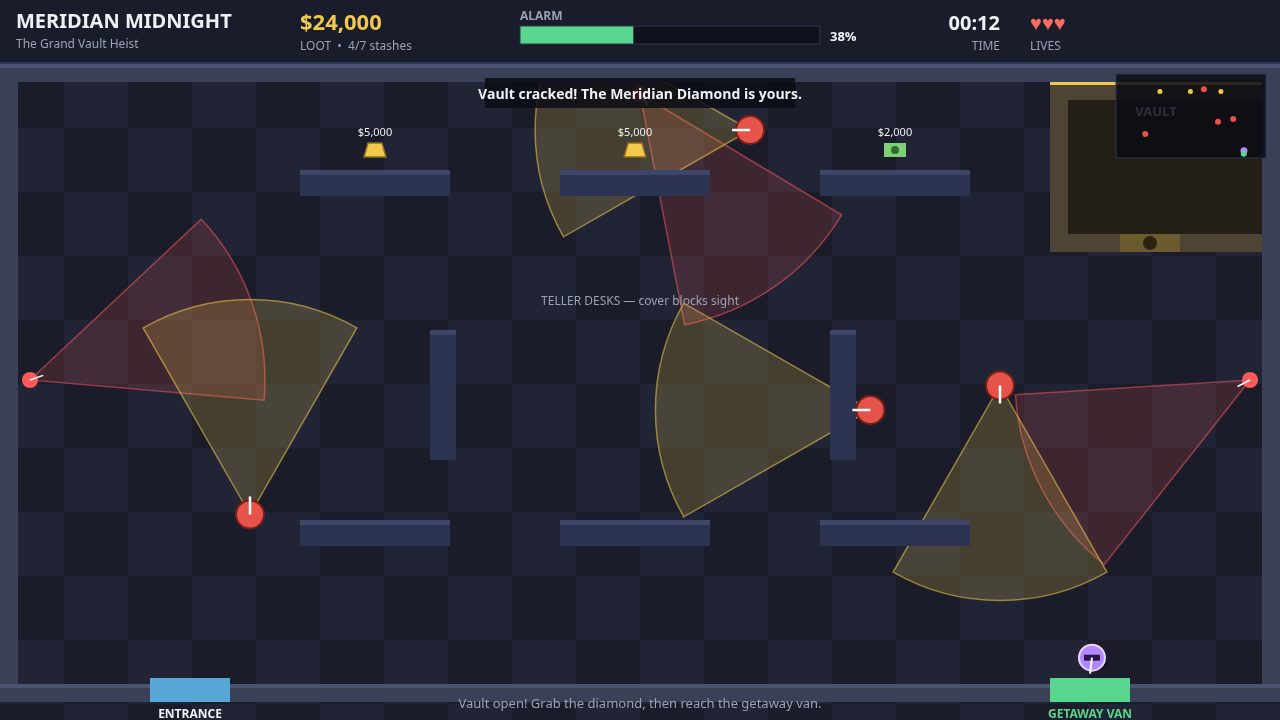 MERIDIAN MIDNIGHT
The Grand Vault Heist
$24,000
LOOT • 4/7 stashes
ALARM
38%
00:12
TIME
♥♥♥
LIVES
Vault cracked! The Meridian Diamond is yours.
VAULT
$5,000
$5,000
$2,000
TELLER DESKS — cover blocks sight
ENTRANCE
Vault open! Grab the diamond, then reach the getaway van.
GETAWAY VAN